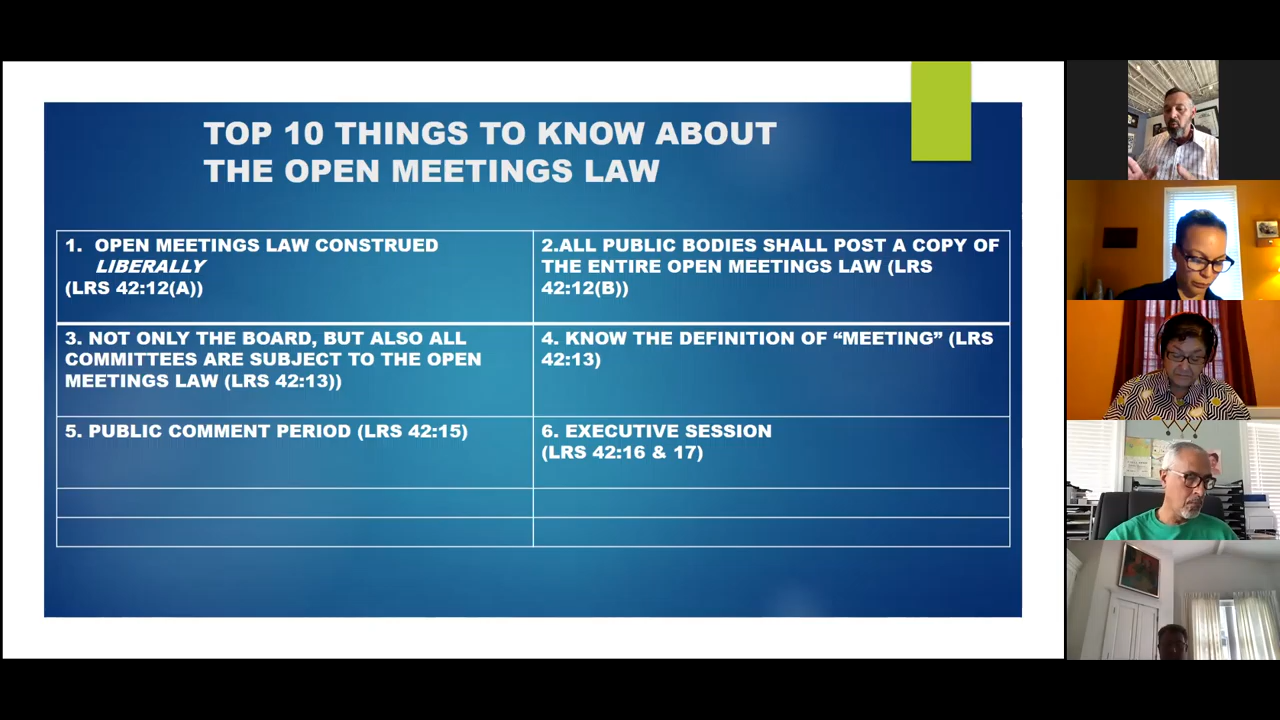 TOP 10 THINGS TO KNOW ABOUT
THE OPEN MEETINGS LAW
1. OPEN MEETINGS LAW CONSTRUED
LIBERALLY
(LRS 42:12(A))
2.ALL PUBLIC BODIES SHALL POST A COPY OF
THE ENTIRE OPEN MEETINGS LAW (LRS
42:12(B))
3. NOT ONLY THE BOARD, BUT ALSO ALL
COMMITTEES ARE SUBJECT TO THE OPEN
MEETINGS LAW (LRS 42:13))
4. KNOW THE DEFINITION OF “MEETING” (LRS
42:13)
5. PUBLIC COMMENT PERIOD (LRS 42:15)
6. EXECUTIVE SESSION
(LRS 42:16 & 17)